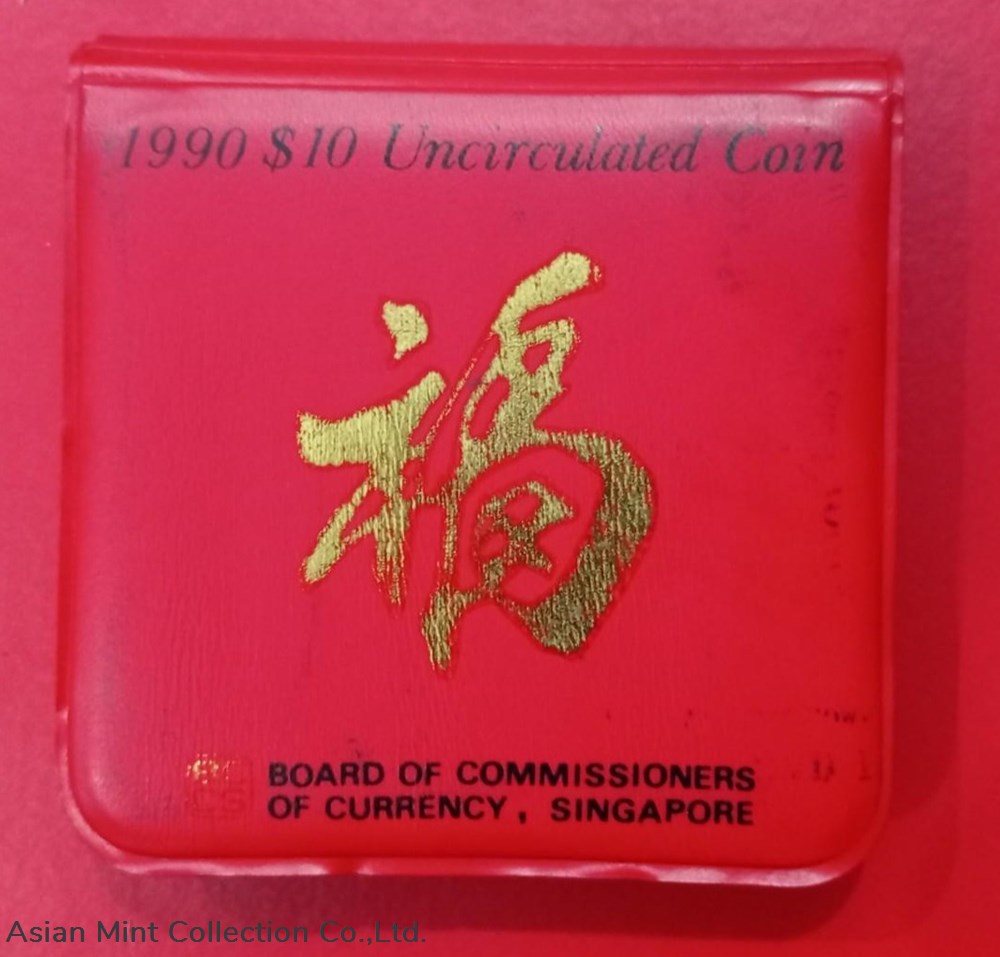 1990 $10 Uncirculated Coin
福
BOARD OF COMMISSIONERS
OF CURRENCY, SINGAPORE
Asian Mint Collection Co.,Ltd.